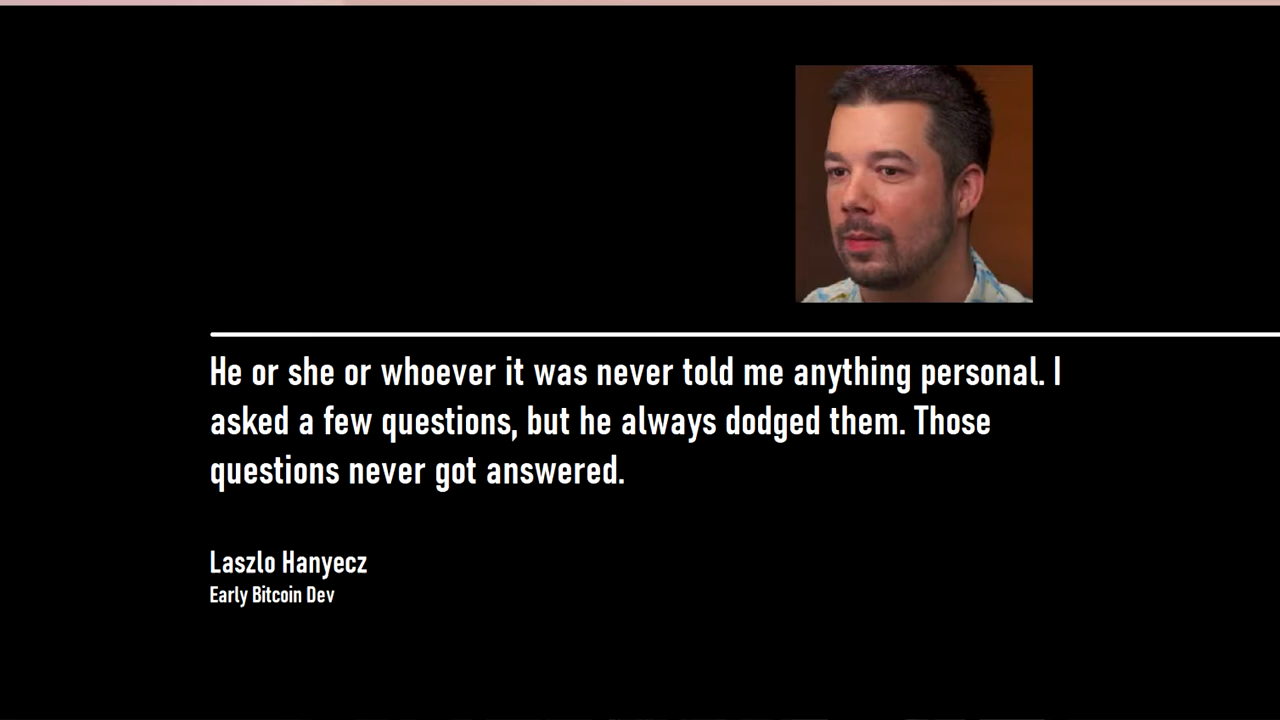 He or she or whoever it was never told me anything personal. I
asked a few questions, but he always dodged them. Those
questions never got answered.
Laszlo Hanyecz
Early Bitcoin Dev